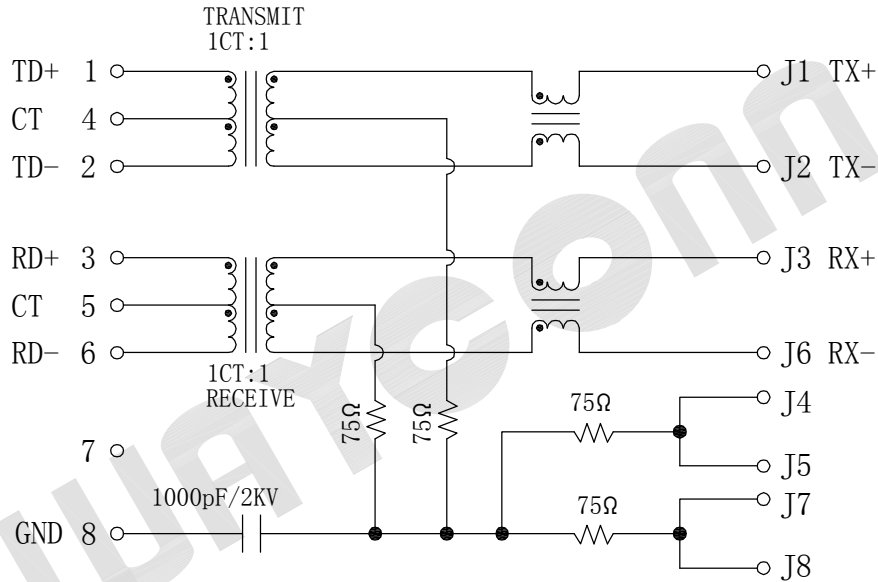 TRANSMIT
1CT:1
TD+ 1 J1 TX+
CT 4
TD- 2 J2 TX-
RD+ 3 J3 RX+
CT 5
RD- 6 J6 RX-
1CT:1
RECEIVE
75Ω
75Ω
75Ω
J4
7
J5
1000pF/2KV
75Ω
J7
GND 8
J8
WAYCONN